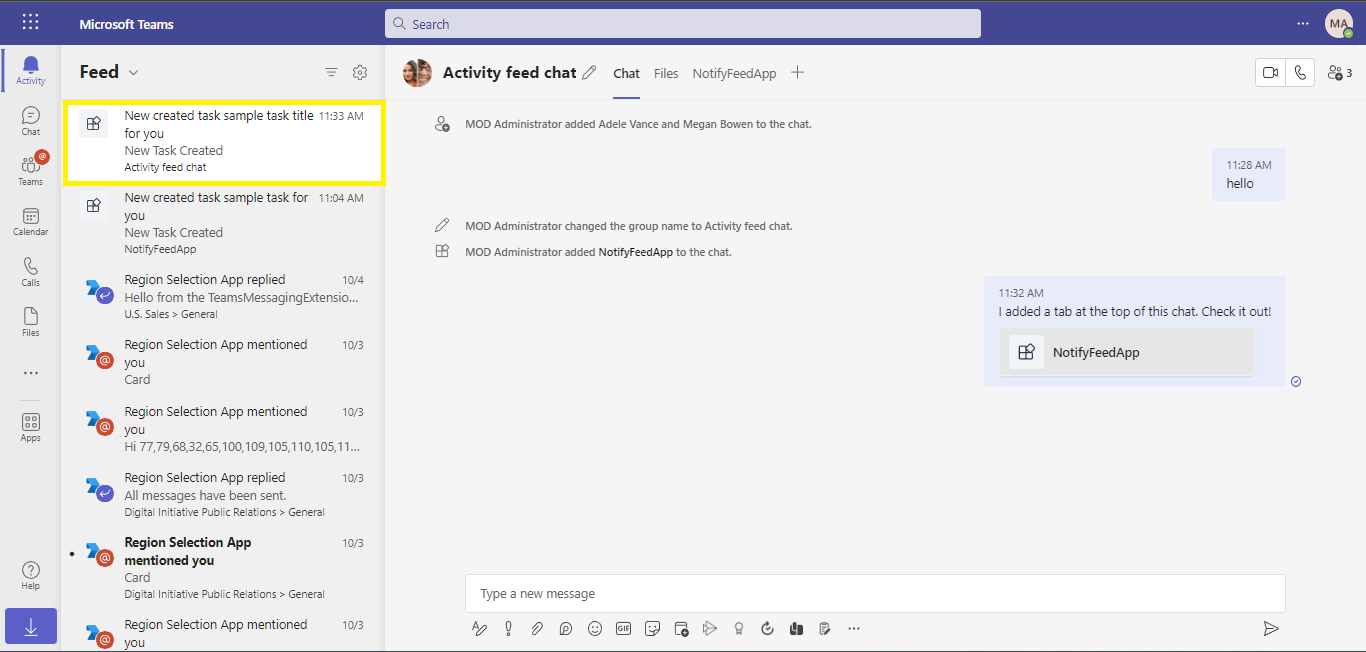 Microsoft Teams
Search
MA
Activity
Chat
Teams
@
Calendar
Calls
Files
Apps
Help
Feed
New created task sample task title for you
11:33 AM
New Task Created
Activity feed chat
New created task sample task for you
11:04 AM
New Task Created
NotifyFeedApp
Region Selection App replied
10/4
Hello from the TeamsMessagingExtensio...
U.S. Sales > General
Region Selection App mentioned you
10/3
@
Card
Region Selection App mentioned you
10/3
@
Hi 77,79,68,32,65,100,109,105,110,105,11...
Region Selection App replied
10/3
All messages have been sent.
Digital Initiative Public Relations > General
Region Selection App mentioned you
10/3
@
Card
Digital Initiative Public Relations > General
Region Selection App mentioned you
10/3
@
Activity feed chat
Chat
Files
NotifyFeedApp
3
MOD Administrator added Adele Vance and Megan Bowen to the chat.
11:28 AM
hello
MOD Administrator changed the group name to Activity feed chat.
MOD Administrator added NotifyFeedApp to the chat.
11:32 AM
I added a tab at the top of this chat. Check it out!
NotifyFeedApp
Type a new message
GIF